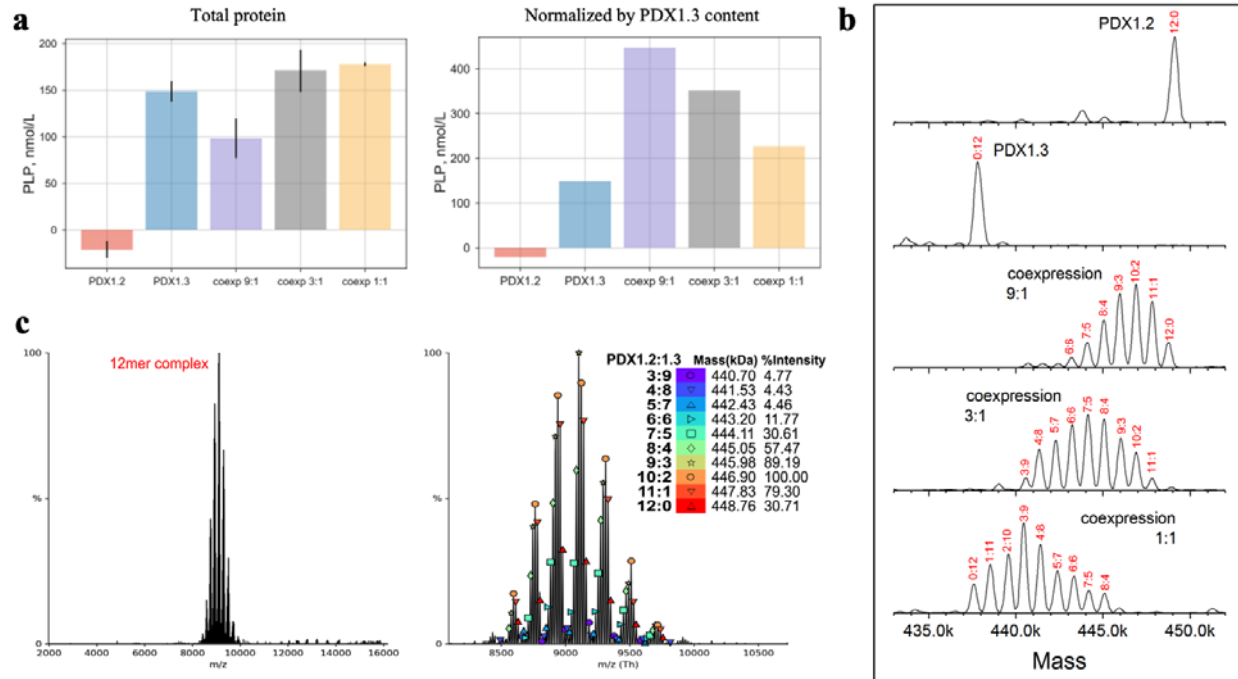 a
Total protein
PLP, nmol/L
200
150
100
50
0
PDX1.2 PDX1.3 coexp 9:1 coexp 3:1 coexp 1:1
Normalized by PDX1.3 content
PLP, nmol/L
400
300
200
100
0
PDX1.2 PDX1.3 coexp 9:1 coexp 3:1 coexp 1:1
b
PDX1.2
12:0
PDX1.3
0:12
coexpression
9:1
6:6 7:5 8:4 9:3 10:2 11:1 12:0
coexpression
3:1
3:9 4:8 5:7 6:6 7:5 8:4 9:3 10:2 11:1
coexpression
1:1
0:12 1:11 2:10 3:9 4:8 5:7 6:6 7:5 8:4
435.0k 440.0k 445.0k 450.0k
Mass
c
12mer complex
100
%
0
2000 4000 6000 8000 10000 12000 14000 16000
m/z
100
%
0
8500 9000 9500 10000 10500
m/z (Th)
PDX1.2:1.3 Mass(kDa) %Intensity
3:9 440.70 4.77
4:8 441.53 4.43
5:7 442.43 4.46
6:6 443.20 11.77
7:5 444.11 30.61
8:4 445.05 57.47
9:3 445.98 89.19
10:2 446.90 100.00
11:1 447.83 79.30
12:0 448.76 30.71